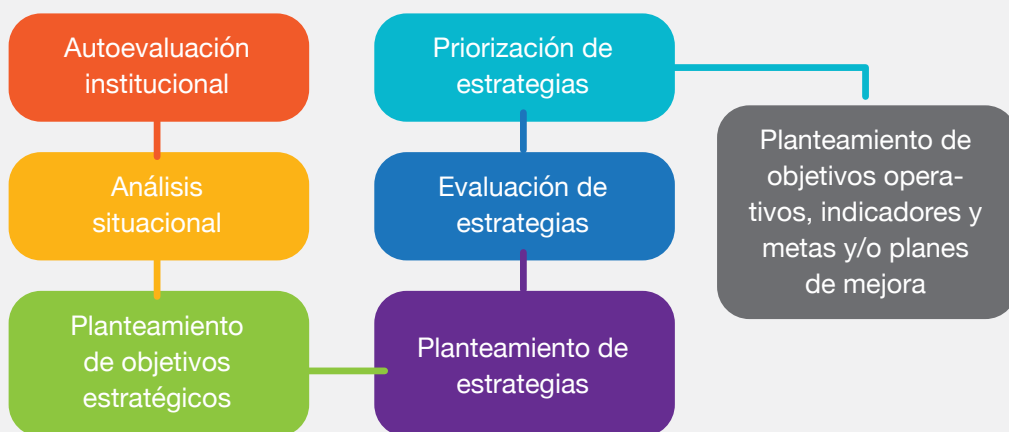 Autoevaluación
institucional
Análisis
situacional
Planteamiento
de objetivos
estratégicos
Planteamiento de
estrategias
Evaluación de
estrategias
Priorización de
estrategias
Planteamiento de
objetivos opera-
tivos, indicadores y
metas y/o planes
de mejora